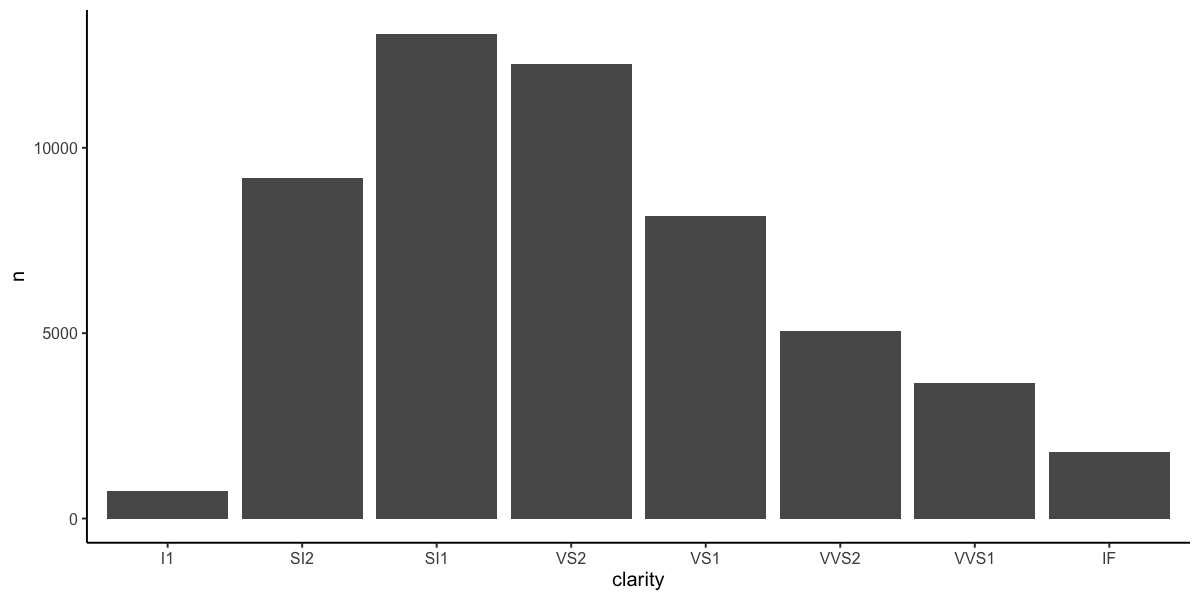 n
10000
5000
0
I1 SI2 SI1 VS2 VS1 VVS2 VVS1 IF
clarity